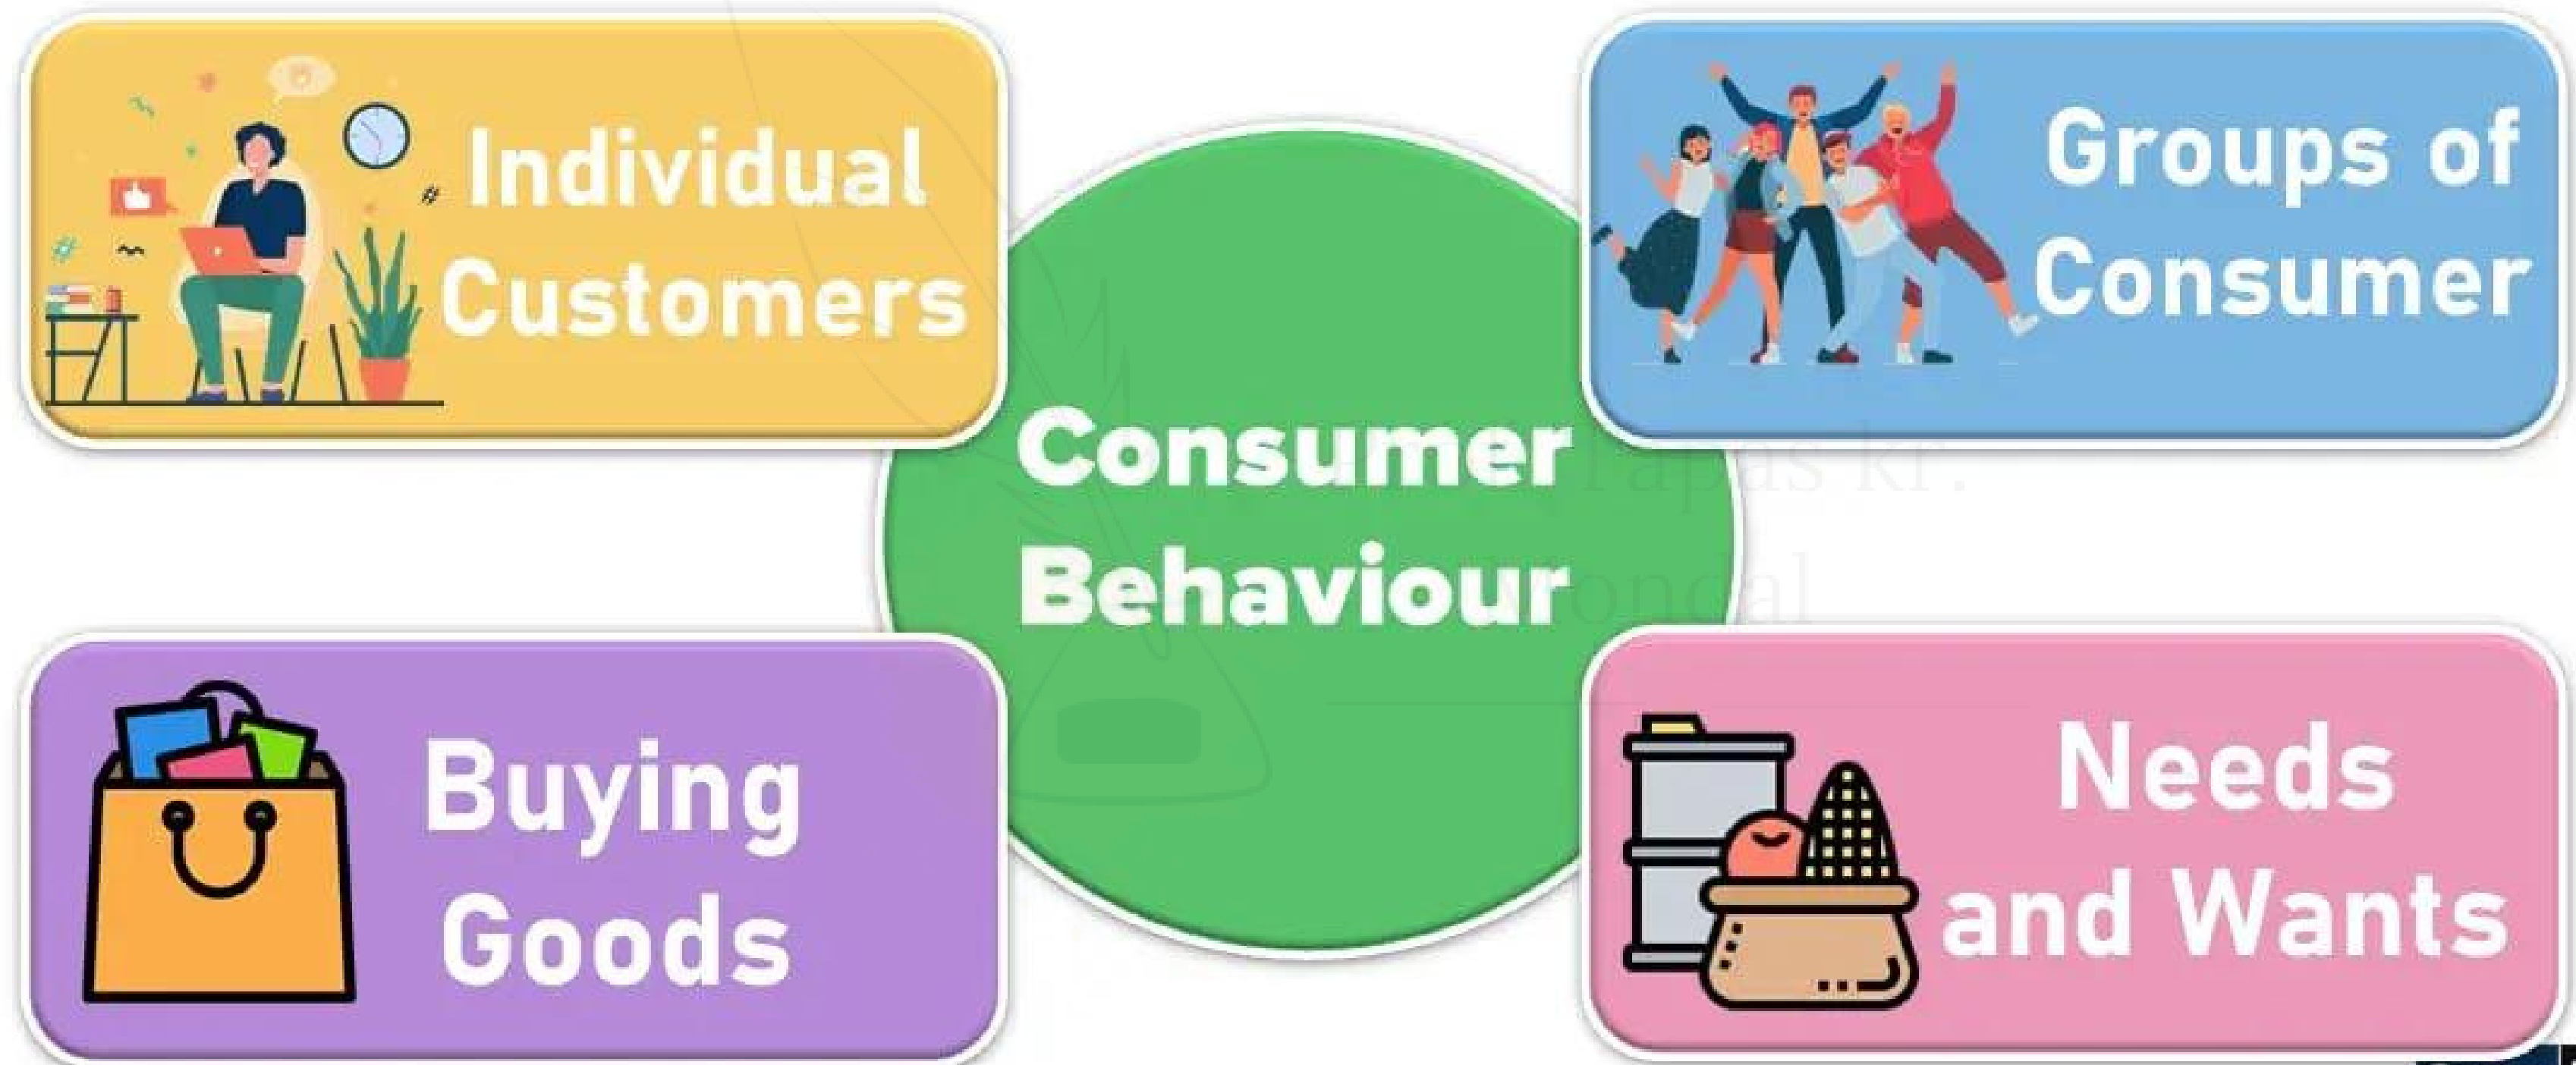 Individual
Customers
Groups of
Consumer
Consumer
Behaviour
Buying
Goods
Needs
and Wants